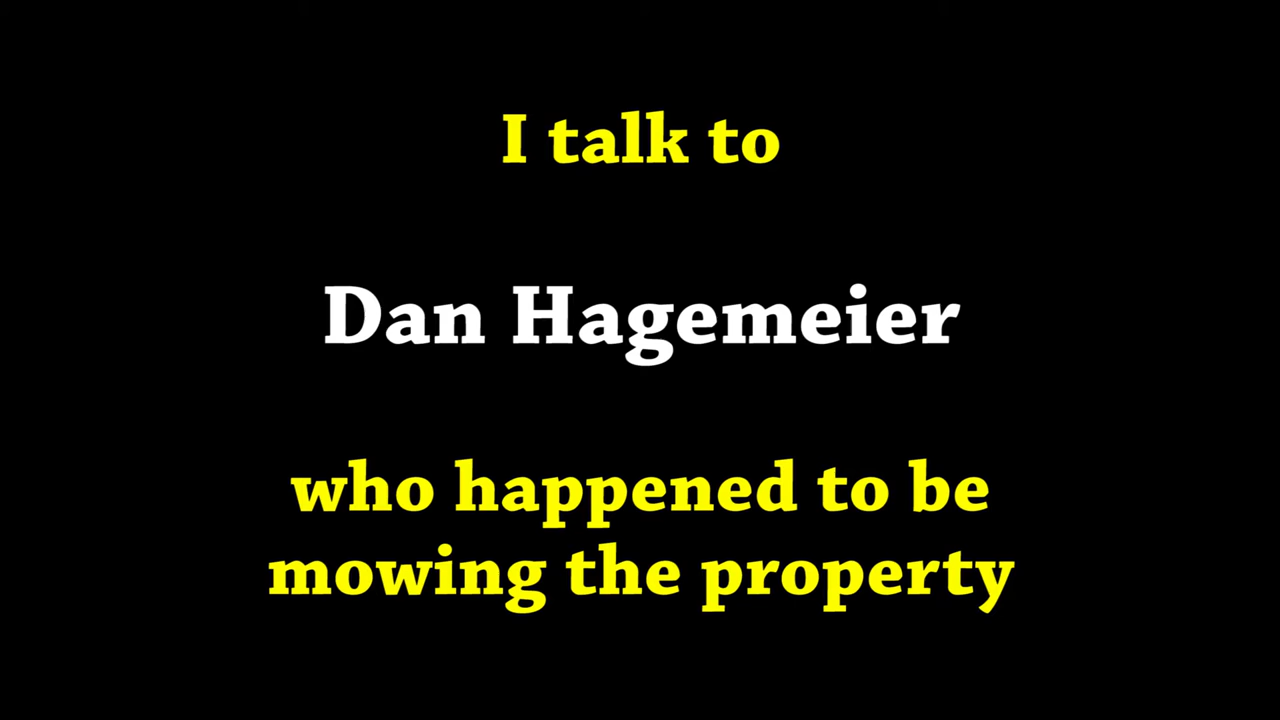 I talk to
Dan Hagemeier
who happened to be
mowing the property